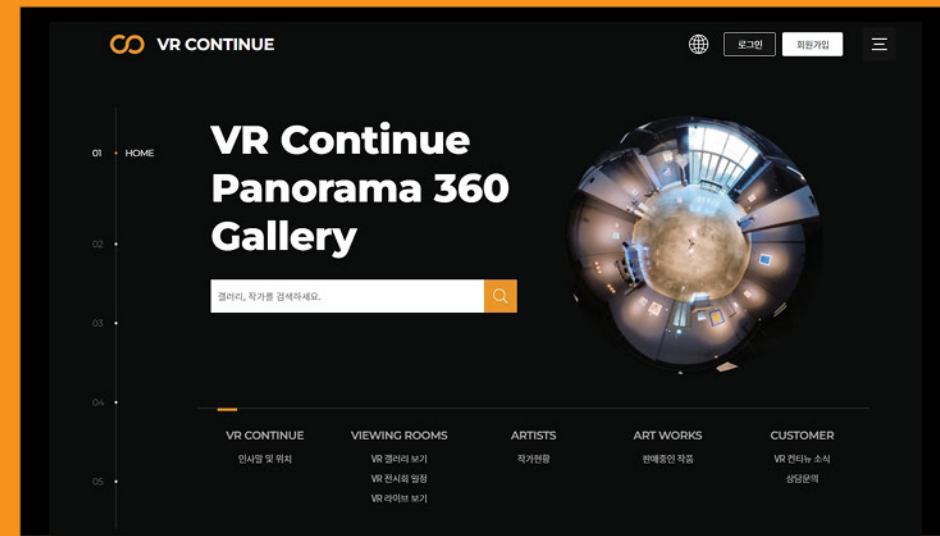 VR CONTINUE
로그인
회원가입
01 HOME
VR Continue
Panorama 360
Gallery
02
갤러리, 작가를 검색하세요.
03
04
VR CONTINUE VIEWING ROOMS ARTISTS ART WORKS CUSTOMER
인사말 및 위치 VR 갤러리 보기 작가현황 판매중인 작품 VR 컨티뉴 소식
05 VR 전시회 일정 상담문의
VR 라이브 보기